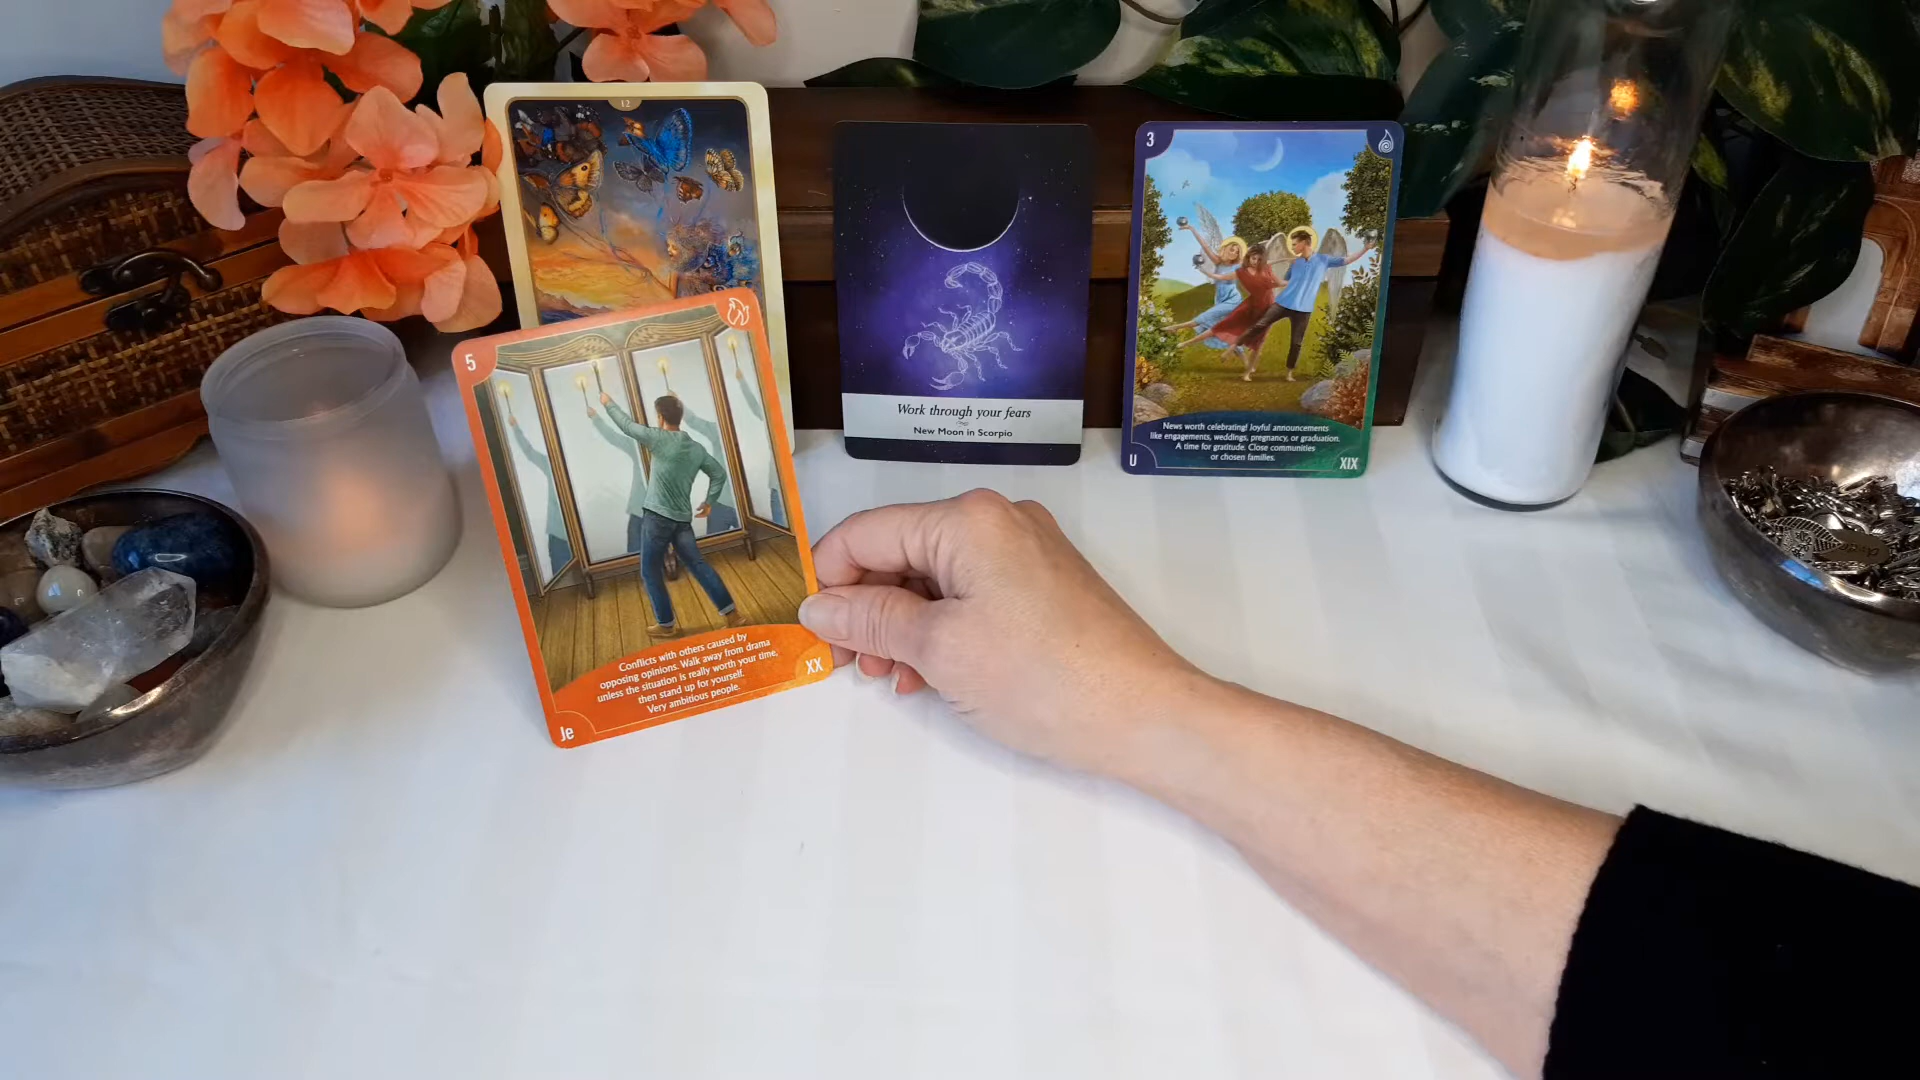 12
5
Conflicts with others caused by
opposing opinions. Walk away from drama
unless the situation is really worth your time,
then stand up for yourself.
Very ambitious people.
Je
XX
Work through your fears
New Moon in Scorpio
3
News worth celebrating! Joyful announcements
like engagements, weddings, pregnancy, or graduation.
A time for gratitude. Close communities
or chosen families.
U
XIX